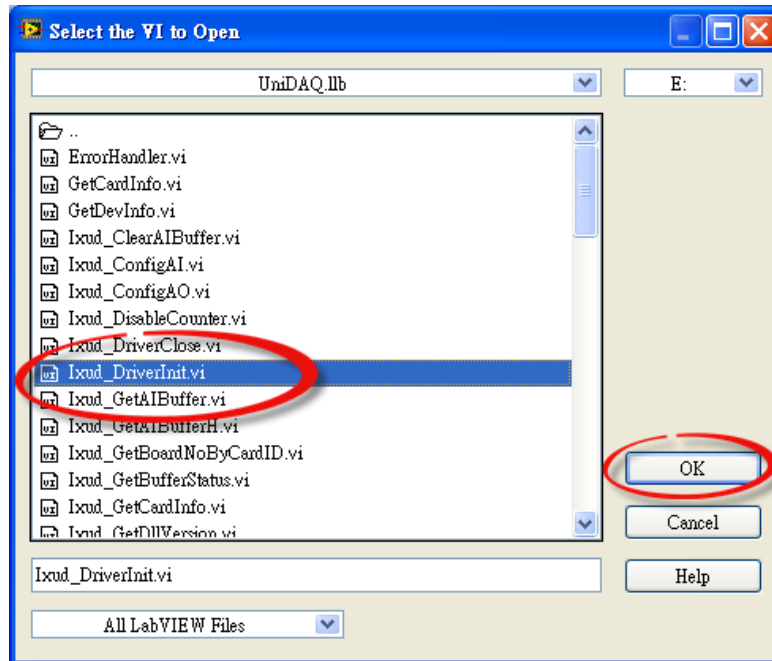 Select the VI to Open
UniDAQ.llb
E:
..
ErrorHandler.vi
GetCardInfo.vi
GetDevInfo.vi
Ixud_ClearAIBuffer.vi
Ixud_ConfigAI.vi
Ixud_ConfigAO.vi
Ixud_DisableCounter.vi
Ixud_DriverClose.vi
Ixud_DriverInit.vi
Ixud_GetAIBuffer.vi
Ixud_GetAIBufferH.vi
Ixud_GetBoardNoByCardID.vi
Ixud_GetBufferStatus.vi
Ixud_GetCardInfo.vi
Ixud_GetDllVersion.vi
OK
Cancel
Ixud_DriverInit.vi
Help
All LabVIEW Files